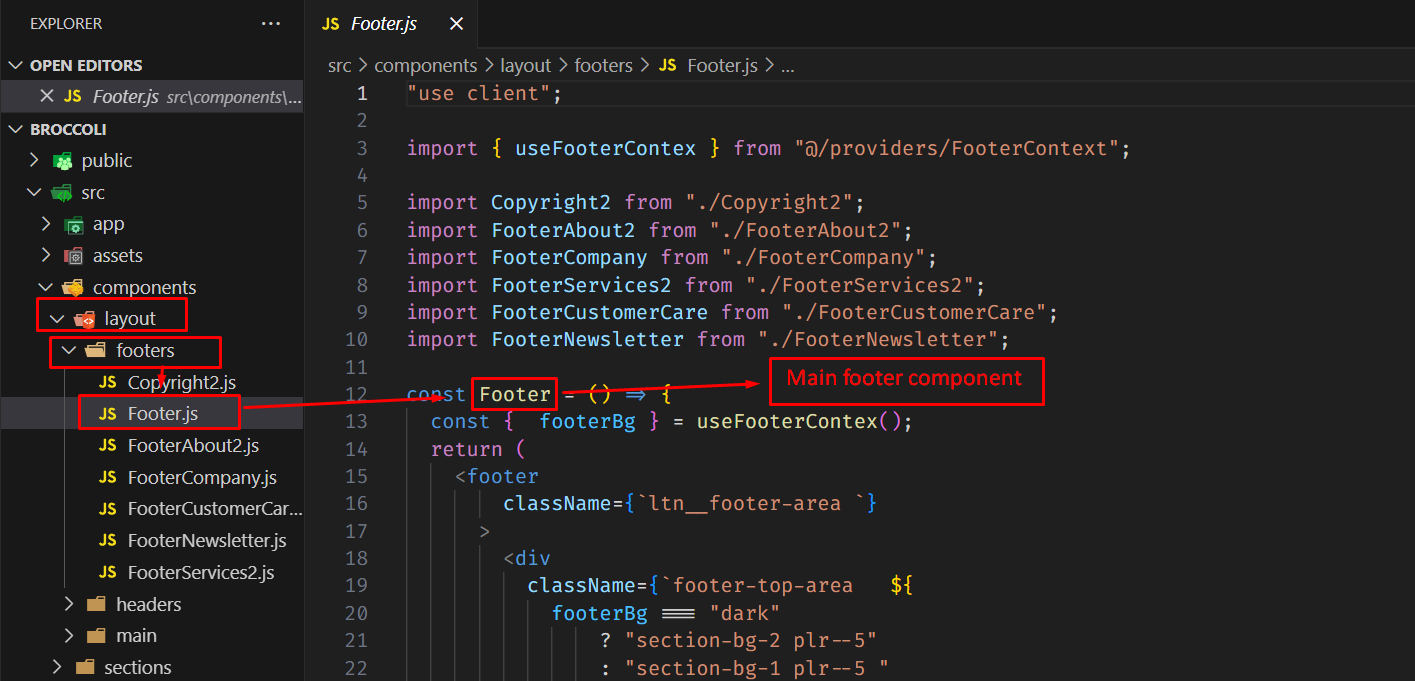 EXPLORER ...
OPEN EDITORS
JS Footer.js src\components\...
BROCCOLI
public
src
app
assets
components
layout
footers
JS Copyright2.js
JS Footer.js
JS FooterAbout2.js
JS FooterCompany.js
JS FooterCustomerCar...
JS FooterNewsletter.js
JS FooterServices2.js
headers
main
sections
JS Footer.js
src > components > layout > footers > JS Footer.js > ...
1 "use client";
2
3 import { useFooterContex } from "@/providers/FooterContext";
4
5 import Copyright2 from "./Copyright2";
6 import FooterAbout2 from "./FooterAbout2";
7 import FooterCompany from "./FooterCompany";
8 import FooterServices2 from "./FooterServices2";
9 import FooterCustomerCare from "./FooterCustomerCare";
10 import FooterNewsletter from "./FooterNewsletter";
11
12 const Footer = () => {
Main footer component
13 const { footerBg } = useFooterContex();
14 return (
15 <footer
16 className={`ltn__footer-area `}
17 >
18 <div
19 className={`footer-top-area ${
20 footerBg === "dark"
21 ? "section-bg-2 plr--5"
22 : "section-bg-1 plr--5 "